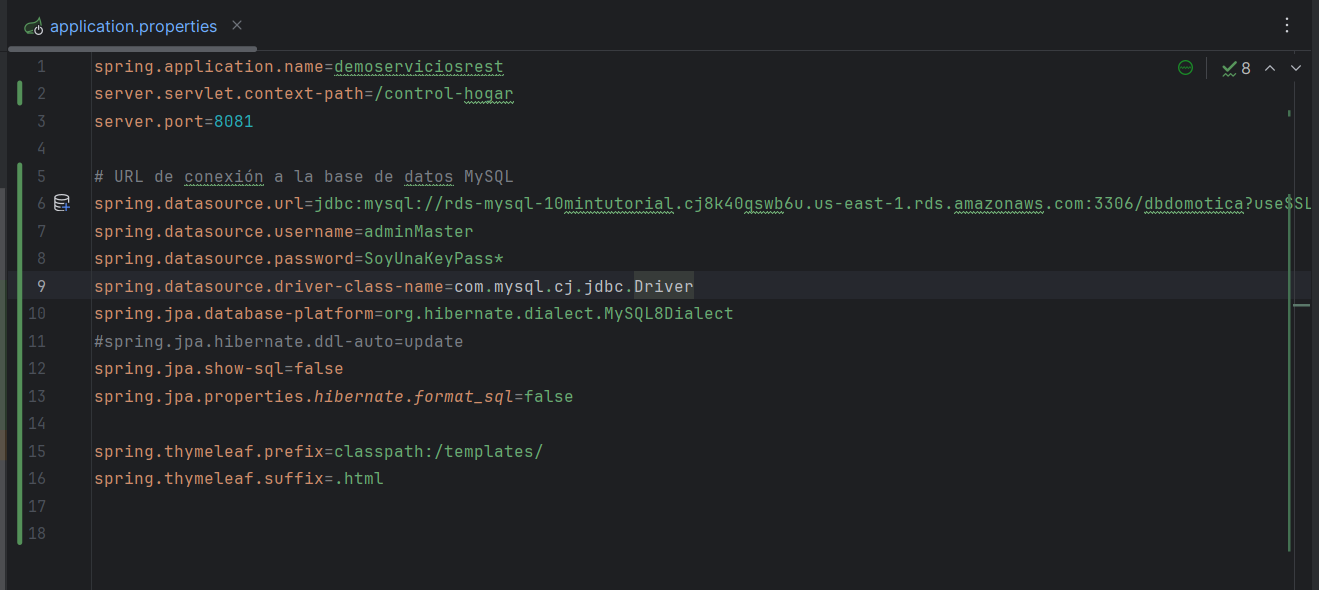 application.properties
8
1 spring.application.name=demoserviciosrest
2 server.servlet.context-path=/control-hogar
3 server.port=8081
4
5 # URL de conexión a la base de datos MySQL
6 spring.datasource.url=jdbc:mysql://rds-mysql-10mintutorial.cj8k40qswb6u.us-east-1.rds.amazonaws.com:3306/dbdomotica?useSSL
7 spring.datasource.username=adminMaster
8 spring.datasource.password=SoyUnaKeyPass*
9 spring.datasource.driver-class-name=com.mysql.cj.jdbc.Driver
10 spring.jpa.database-platform=org.hibernate.dialect.MySQL8Dialect
11 #spring.jpa.hibernate.ddl-auto=update
12 spring.jpa.show-sql=false
13 spring.jpa.properties.hibernate.format_sql=false
14
15 spring.thymeleaf.prefix=classpath:/templates/
16 spring.thymeleaf.suffix=.html
17
18